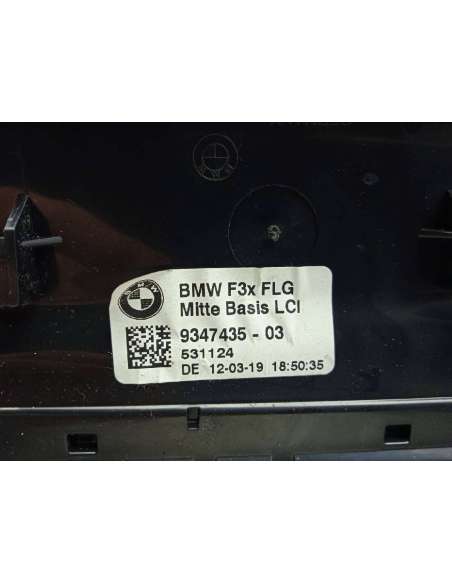 BMW F3x FLG
Mitte Basis LCI
9347435 - 03
531124
DE 12-03-19 18:50:35